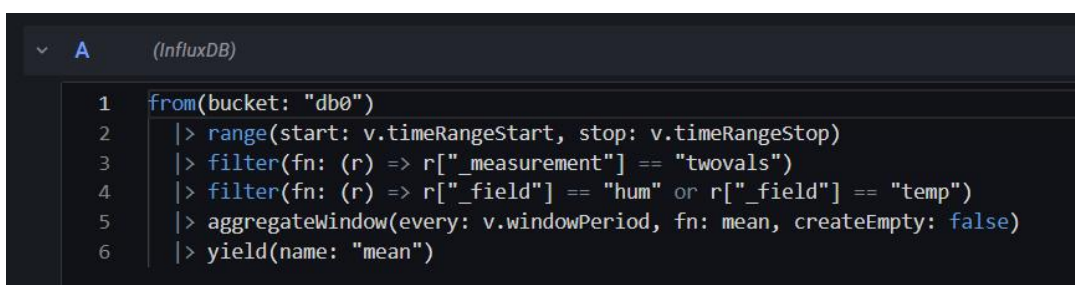 A (InfluxDB)
1 from(bucket: "db0")
2 |> range(start: v.timeRangeStart, stop: v.timeRangeStop)
3 |> filter(fn: (r) => r["_measurement"] == "twovals")
4 |> filter(fn: (r) => r["_field"] == "hum" or r["_field"] == "temp")
5 |> aggregateWindow(every: v.windowPeriod, fn: mean, createEmpty: false)
6 |> yield(name: "mean")